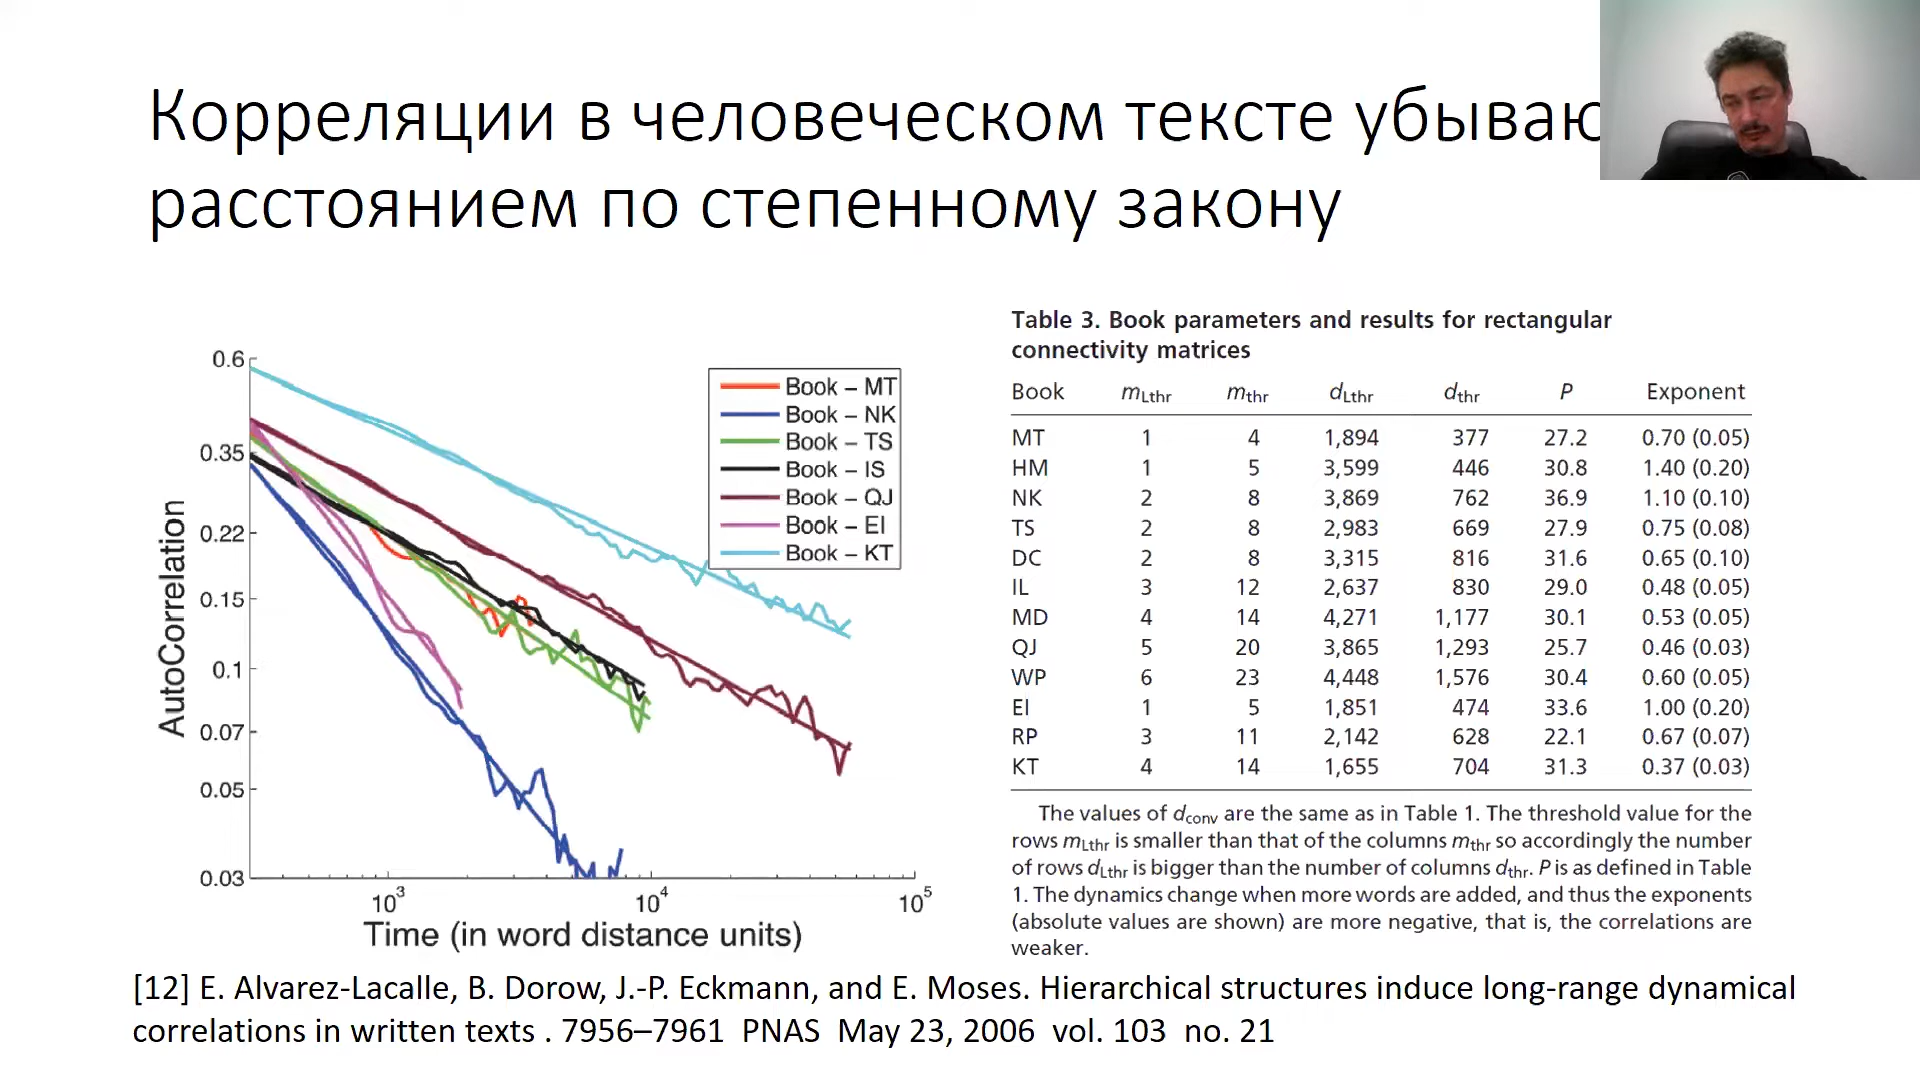 Корреляции в человеческом тексте
расстоянием по степенному закону
0.6
0.35
0.22
0.15
0.1
0.07
0.05
0.03
AutoCorrelation
10³
10⁴
10⁵
Time (in word distance units)
Book – MT
Book – NK
Book – TS
Book – IS
Book – QJ
Book – EI
Book – KT
Table 3. Book parameters and results for rectangular
connectivity matrices
Book mLthr mthr dLthr dthr P Exponent
MT 1 4 1,894 377 27.2 0.70 (0.05)
HM 1 5 3,599 446 30.8 1.40 (0.20)
NK 2 8 3,869 762 36.9 1.10 (0.10)
TS 2 8 2,983 669 27.9 0.75 (0.08)
DC 2 8 3,315 816 31.6 0.65 (0.10)
IL 3 12 2,637 830 29.0 0.48 (0.05)
MD 4 14 4,271 1,177 30.1 0.53 (0.05)
QJ 5 20 3,865 1,293 25.7 0.46 (0.03)
WP 6 23 4,448 1,576 30.4 0.60 (0.05)
EI 1 5 1,851 474 33.6 1.00 (0.20)
RP 3 11 2,142 628 22.1 0.67 (0.07)
KT 4 14 1,655 704 31.3 0.37 (0.03)
The values of dconv are the same as in Table 1. The threshold value for the
rows mLthr is smaller than that of the columns mthr so accordingly the number
of rows dLthr is bigger than the number of columns dthr. P is as defined in Table
1. The dynamics change when more words are added, and thus the exponents
(absolute values are shown) are more negative, that is, the correlations are
weaker.
[12] E. Alvarez-Lacalle, B. Dorow, J.-P. Eckmann, and E. Moses. Hierarchical structures induce long-range dynamical
correlations in written texts . 7956–7961 PNAS May 23, 2006 vol. 103 no. 21